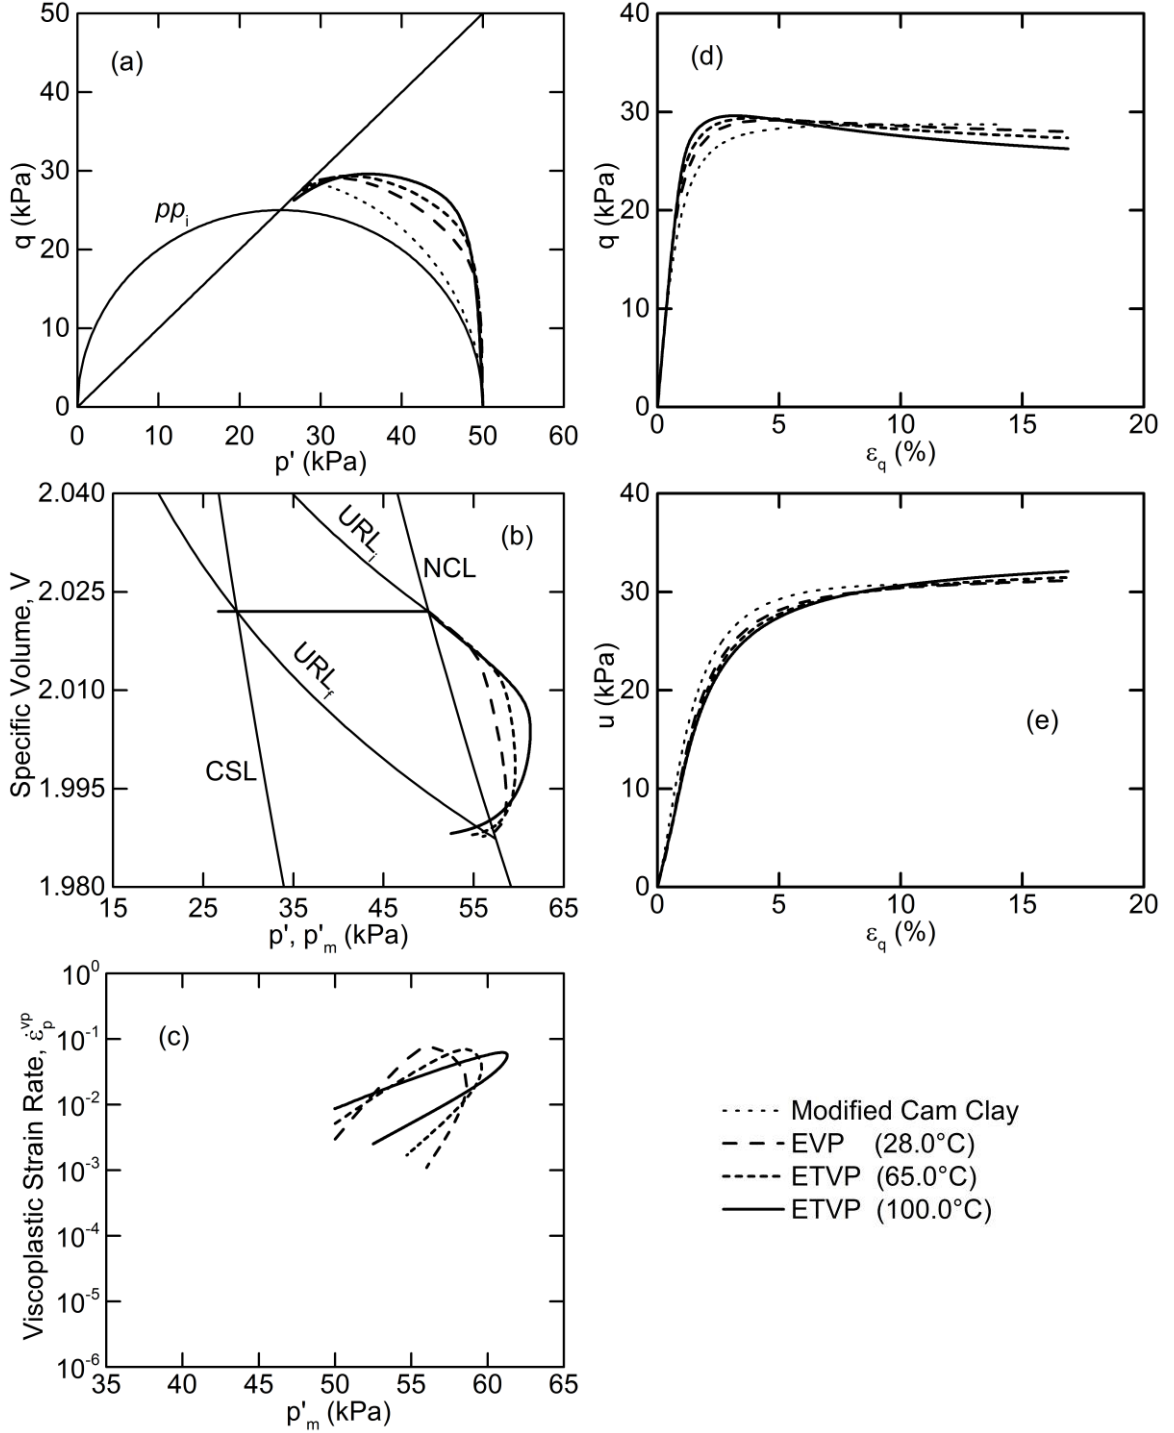 (a)
50
40
30
20
10
0
q (kPa)
pp_i
0 10 20 30 40 50 60
p' (kPa)
(d)
40
30
20
10
0
q (kPa)
0 5 10 15 20
ε_q (%)
(b)
2.040
2.025
2.010
1.995
1.980
Specific Volume, V
URL_i
NCL
URL_f
CSL
15 25 35 45 55 65
p', p'_m (kPa)
(e)
40
30
20
10
0
u (kPa)
0 5 10 15 20
ε_q (%)
(c)
10^0
10^-1
10^-2
10^-3
10^-4
10^-5
10^-6
Viscoplastic Strain Rate, ε̇_p^vp
35 40 45 50 55 60 65
p'_m (kPa)
Modified Cam Clay
EVP (28.0°C)
ETVP (65.0°C)
ETVP (100.0°C)